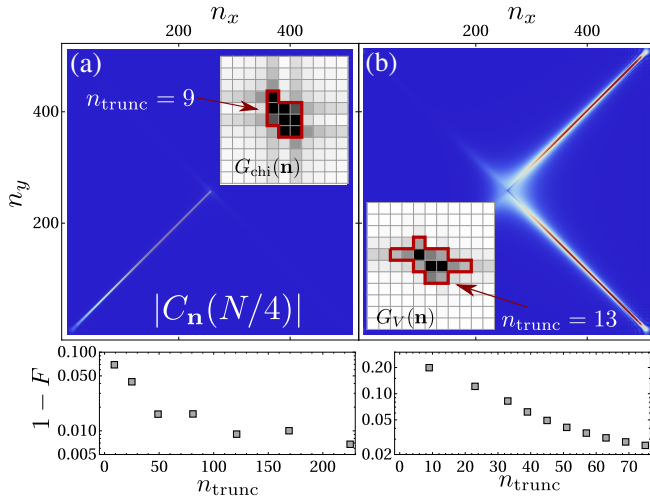 n_x n_x
200 400 200 400
(a) (b)
n_trunc = 9
G_chi(n)
400
n_y
200
|C_n(N/4)|
G_V(n)
n_trunc = 13
1 − F
0.100
0.050
0.010
0.005
0 50 100 150 200
n_trunc
0.20
0.10
0.05
0.02
0 10 20 30 40 50 60 70
n_trunc